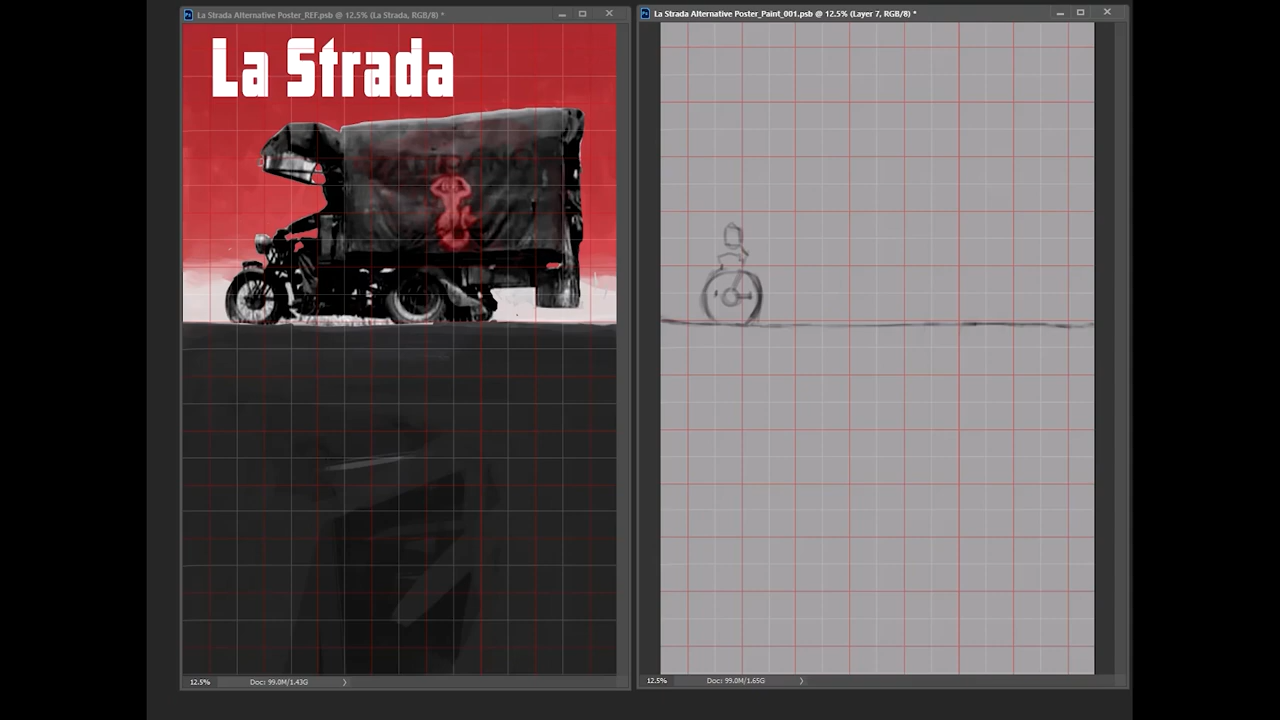 La Strada Alternative Poster_REF.psb @ 12.5% (La Strada, RGB/8) *
La Strada Alternative Poster_Paint_001.psb @ 12.5% (Layer 7, RGB/8) *
La Strada
12.5%
Doc: 99.0M/1.43G
12.5%
Doc: 99.0M/1.65G